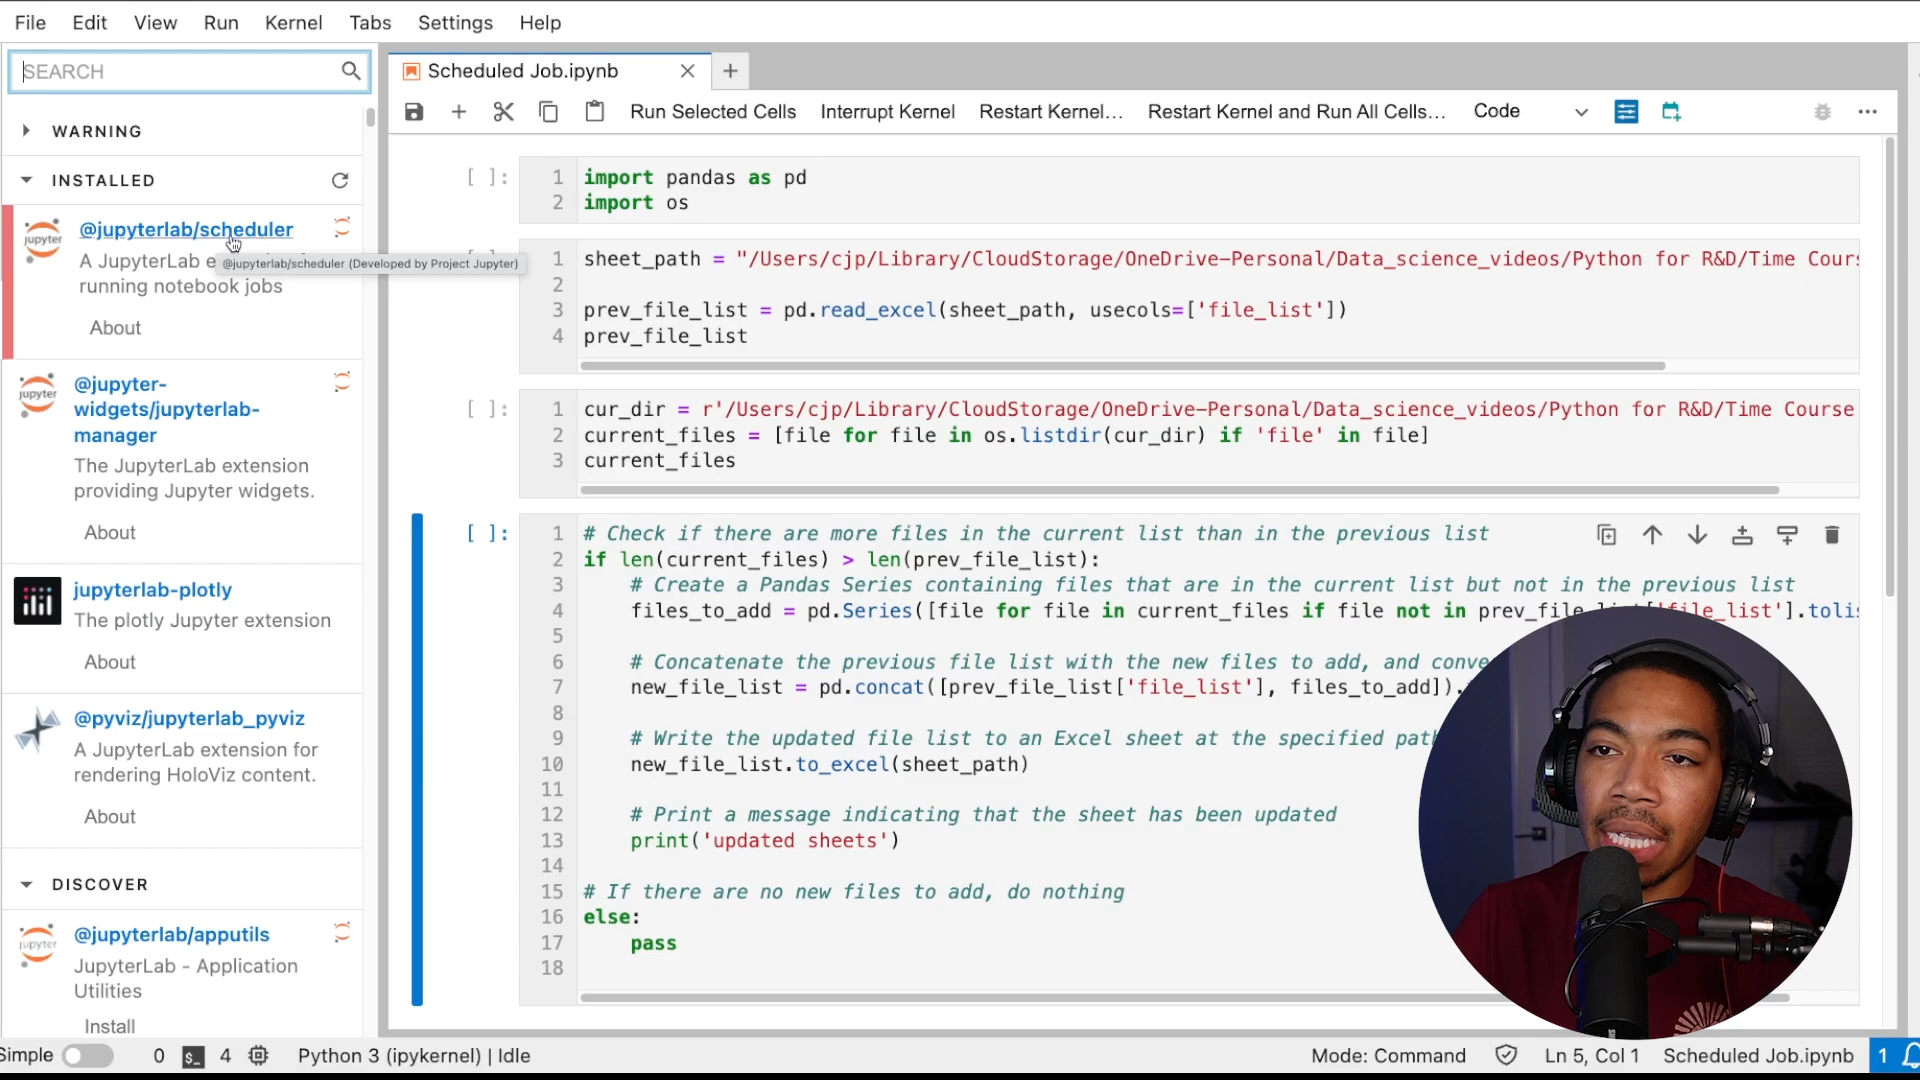 File Edit View Run Kernel Tabs Settings Help
SEARCH
WARNING
INSTALLED
jupyter
@jupyterlab/scheduler
A JupyterLab e
@jupyterlab/scheduler (Developed by Project Jupyter)
running notebook jobs
About
jupyter
@jupyter-
widgets/jupyterlab-
manager
The JupyterLab extension
providing Jupyter widgets.
About
jupyterlab-plotly
The plotly Jupyter extension
About
@pyviz/jupyterlab_pyviz
A JupyterLab extension for
rendering HoloViz content.
About
DISCOVER
jupyter
@jupyterlab/apputils
JupyterLab - Application
Utilities
Install
Scheduled Job.ipynb
Run Selected Cells Interrupt Kernel Restart Kernel… Restart Kernel and Run All Cells… Code
[ ]: 1 import pandas as pd
2 import os
1 sheet_path = "/Users/cjp/Library/CloudStorage/OneDrive-Personal/Data_science_videos/Python for R&D/Time Cours
2
3 prev_file_list = pd.read_excel(sheet_path, usecols=['file_list'])
4 prev_file_list
[ ]: 1 cur_dir = r'/Users/cjp/Library/CloudStorage/OneDrive-Personal/Data_science_videos/Python for R&D/Time Course
2 current_files = [file for file in os.listdir(cur_dir) if 'file' in file]
3 current_files
[ ]: 1 # Check if there are more files in the current list than in the previous list
2 if len(current_files) > len(prev_file_list):
3 # Create a Pandas Series containing files that are in the current list but not in the previous list
4 files_to_add = pd.Series([file for file in current_files if file not in prev_file_list['file_list'].tolis
5
6 # Concatenate the previous file list with the new files to add, and conve
7 new_file_list = pd.concat([prev_file_list['file_list'], files_to_add]).
8
9 # Write the updated file list to an Excel sheet at the specified path
10 new_file_list.to_excel(sheet_path)
11
12 # Print a message indicating that the sheet has been updated
13 print('updated sheets')
14
15 # If there are no new files to add, do nothing
16 else:
17 pass
18
Simple 0 $_ 4 Python 3 (ipykernel) | Idle Mode: Command Ln 5, Col 1 Scheduled Job.ipynb 1